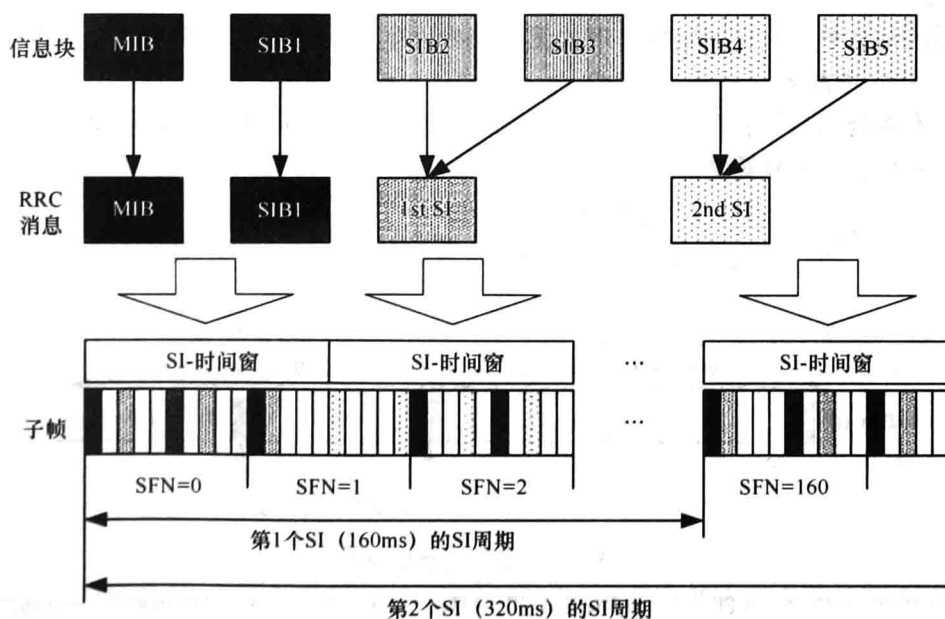 信息块
MIB
SIB1
SIB2
SIB3
SIB4
SIB5
RRC
消息
MIB
SIB1
1st SI
2nd SI
SI-时间窗
SI-时间窗
...
SI-时间窗
子帧
...
SFN=0
SFN=1
SFN=2
SFN=160
第1个SI（160ms）的SI周期
第2个SI（320ms）的SI周期